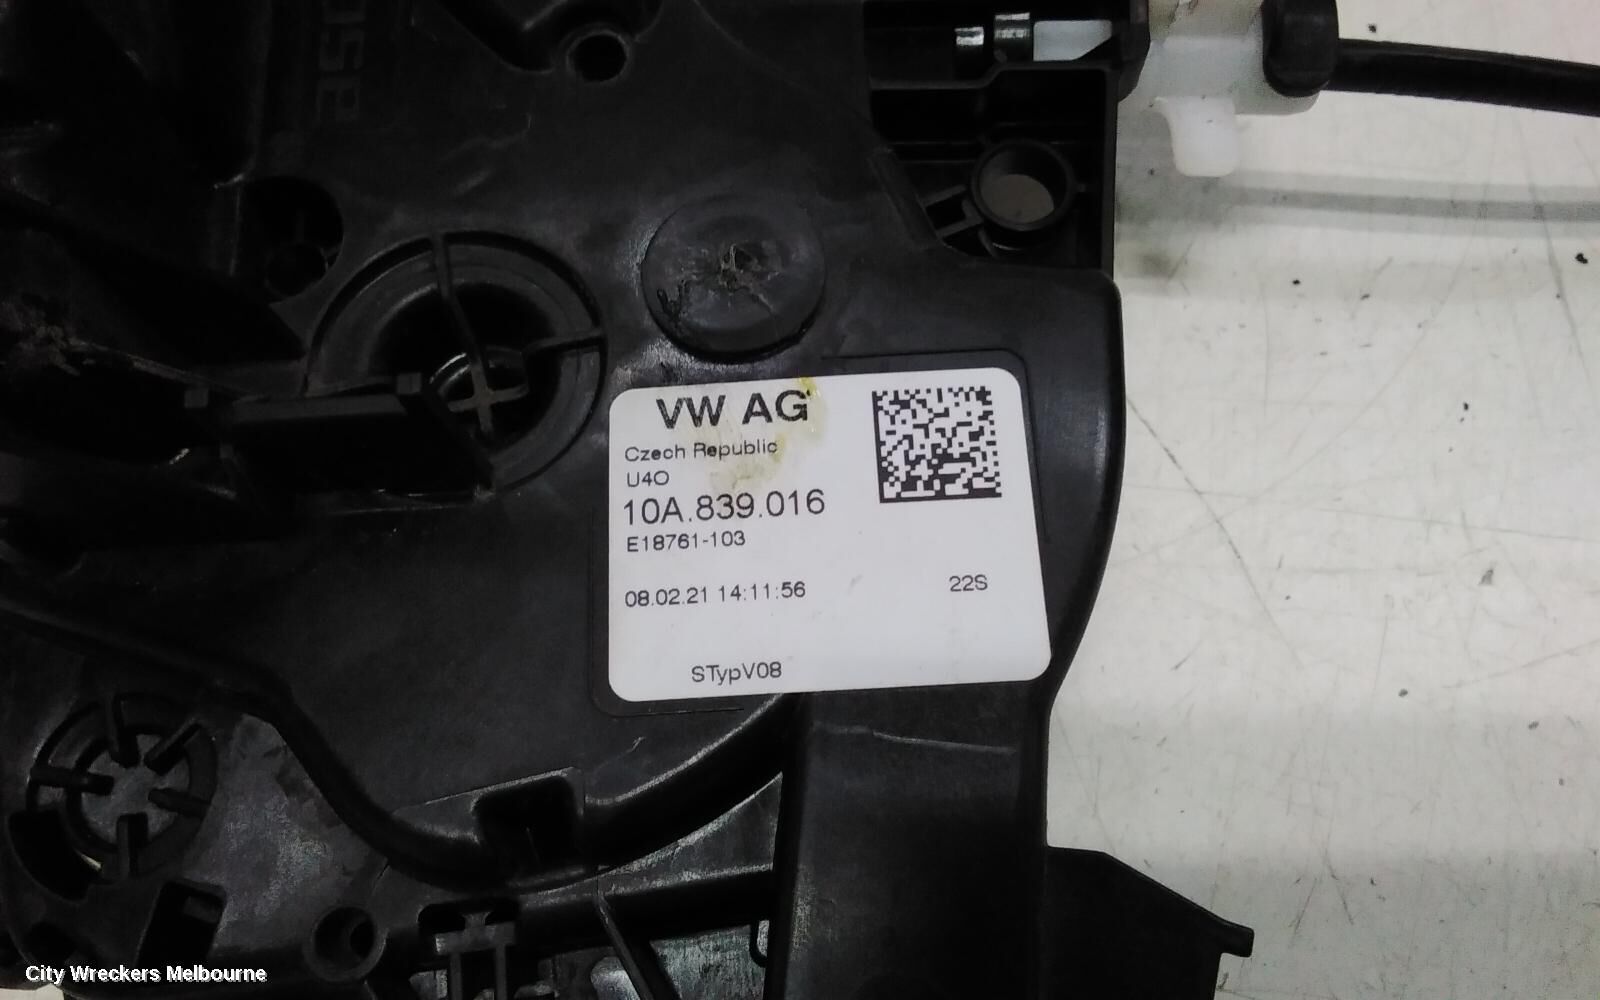 VW AG
Czech Republic
U4O
10A.839.016
E18761-103
08.02.21 14:11:56
22S
STypV08
City Wreckers Melbourne